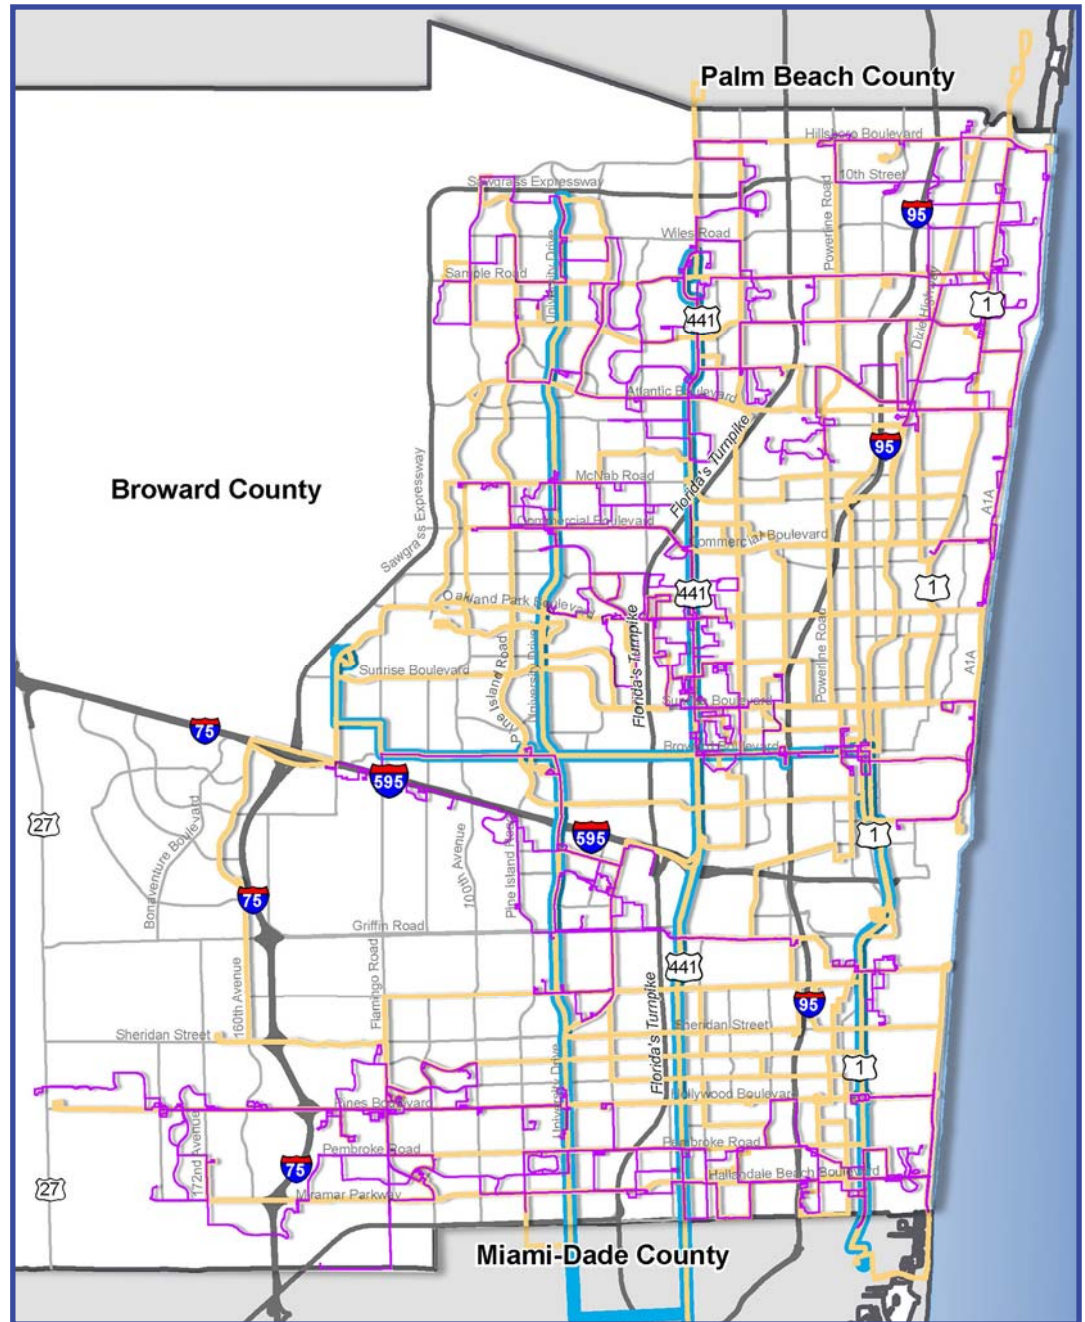 Palm Beach County
Hillsboro Boulevard
10th Street
Sawgrass Expressway
Powerline Road
95
Wiles Road
University Drive
Sample Road
1
441
Dixie Highway
Atlantic Boulevard
Florida's Turnpike
95
Broward County
McNab Road
Sawgrass Expressway
A1A
Commercial Boulevard
Commercial Boulevard
441
1
Oakland Park Boulevard
Florida's Turnpike
Powerline Road
Pine Island Road
University Drive
A1A
Sunrise Boulevard
Sunrise Boulevard
75
Broward Boulevard
595
27
Bonaventure Boulevard
100th Avenue
Pine Island Road
595
1
75
Griffin Road
Flamingo Road
160th Avenue
441
Florida's Turnpike
95
Sheridan Street
Sheridan Street
1
University Drive
Pines Boulevard
Hollywood Boulevard
172nd Avenue
Pembroke Road
Pembroke Road
75
Hallandale Beach Boulevard
27
Miramar Parkway
Miami-Dade County